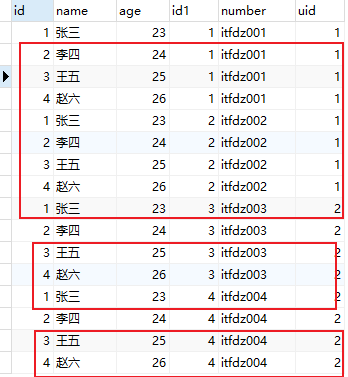 id name age id1 number uid
1 张三 23 1 itfdz001 1
2 李四 24 1 itfdz001 1
3 王五 25 1 itfdz001 1
4 赵六 26 1 itfdz001 1
1 张三 23 2 itfdz002 1
2 李四 24 2 itfdz002 1
3 王五 25 2 itfdz002 1
4 赵六 26 2 itfdz002 1
1 张三 23 3 itfdz003 2
2 李四 24 3 itfdz003 2
3 王五 25 3 itfdz003 2
4 赵六 26 3 itfdz003 2
1 张三 23 4 itfdz004 2
2 李四 24 4 itfdz004 2
3 王五 25 4 itfdz004 2
4 赵六 26 4 itfdz004 2